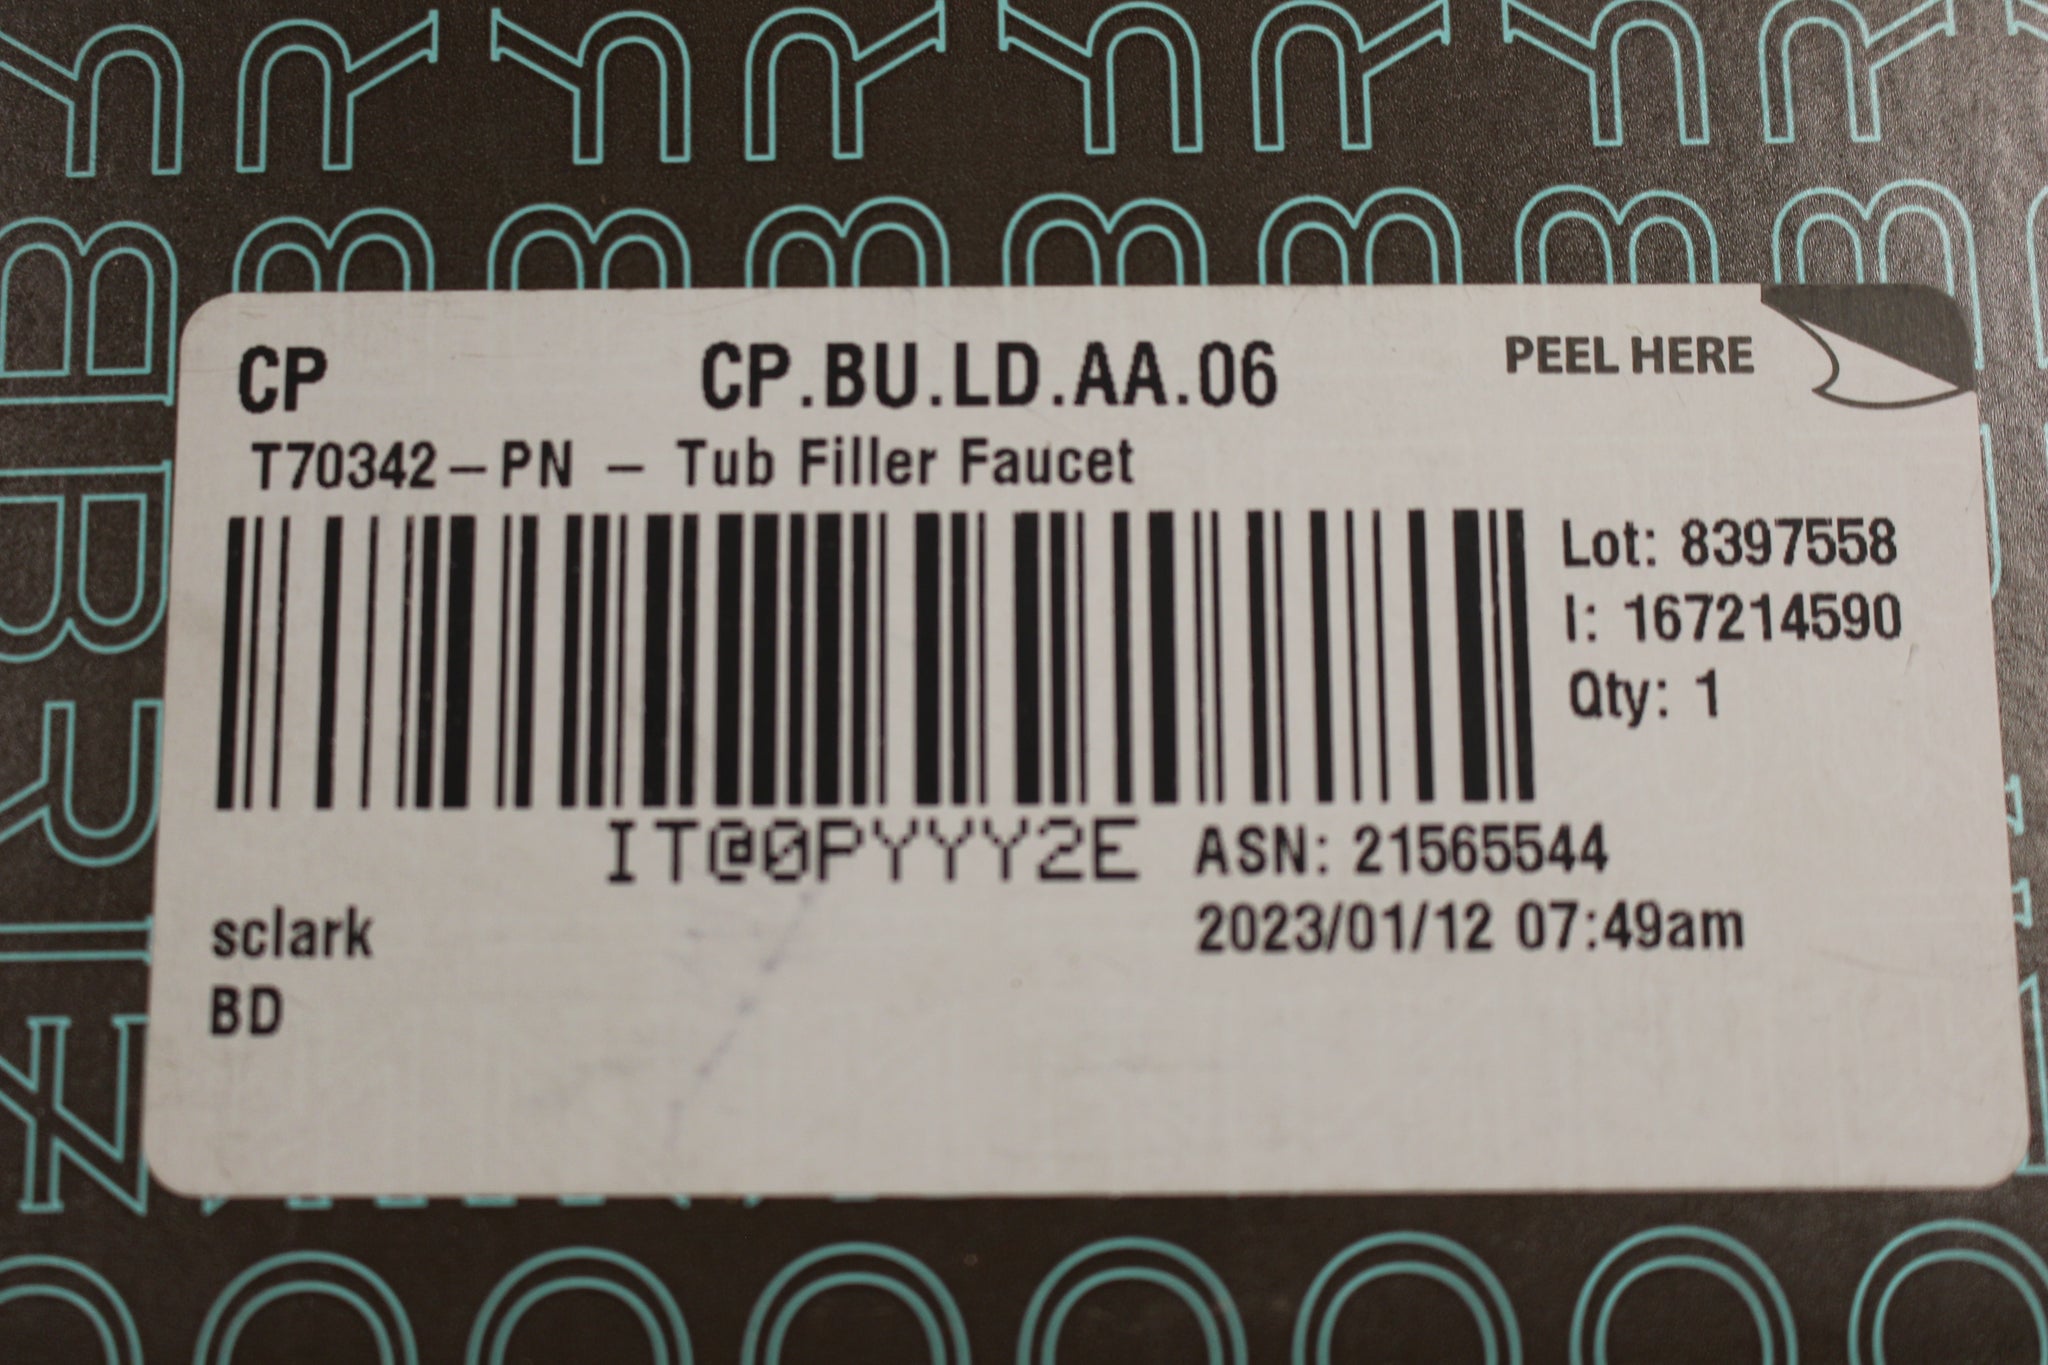 CP CP.BU.LD.AA.06 PEEL HERE
T70342-PN - Tub Filler Faucet
Lot: 8397558
I: 167214590
Qty: 1
IT@0PYYY2E ASN: 21565544
sclark 2023/01/12 07:49am
BD